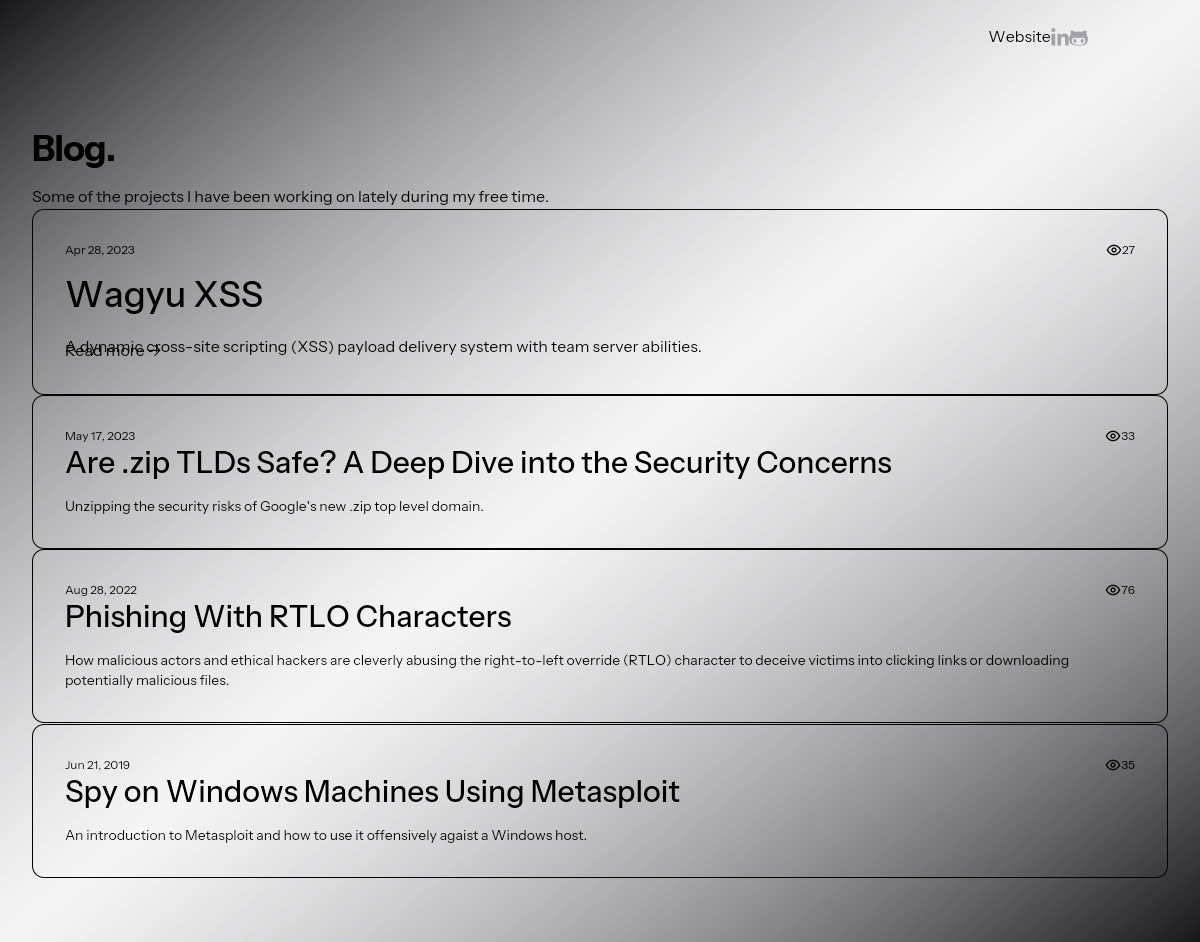 Website
Blog.
Some of the projects I have been working on lately during my free time.
Apr 28, 2023 27
Wagyu XSS
A dynamic cross-site scripting (XSS) payload delivery system with team server abilities.
Read more →
May 17, 2023 33
Are .zip TLDs Safe? A Deep Dive into the Security Concerns
Unzipping the security risks of Google's new .zip top level domain.
Aug 28, 2022 76
Phishing With RTLO Characters
How malicious actors and ethical hackers are cleverly abusing the right-to-left override (RTLO) character to deceive victims into clicking links or downloading
potentially malicious files.
Jun 21, 2019 35
Spy on Windows Machines Using Metasploit
An introduction to Metasploit and how to use it offensively agaist a Windows host.